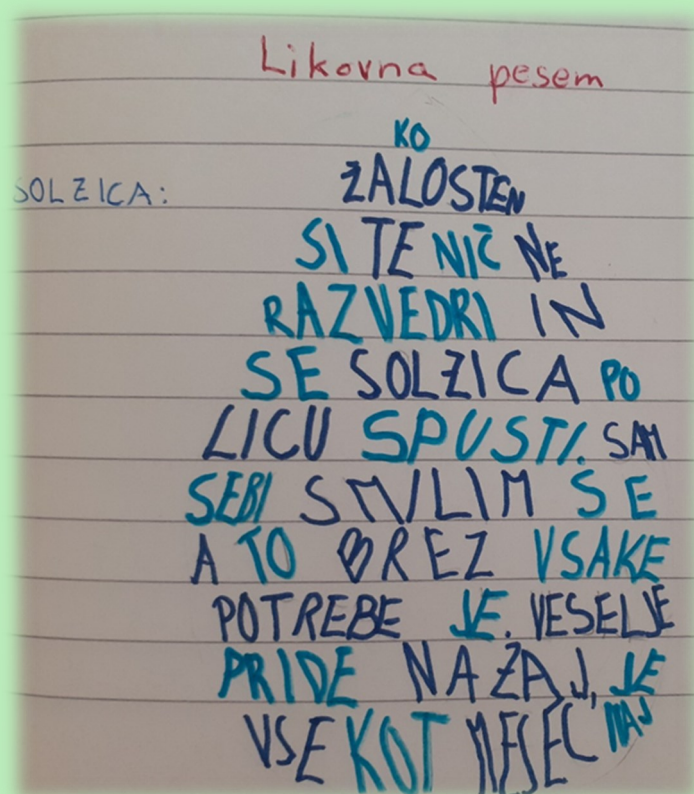 Likovna pesem
KO
SOLZICA: ŽALOSTEN
SI TE NIČ NE
RAZVEDRI IN
SE SOLZICA PO
LICU SPUSTI. SAM
SEBI SMILIM SE
A TO BREZ VSAKE
POTREBE JE. VESELJE
PRIDE NAZAJ, JE
VSE KOT MESEC MAJ